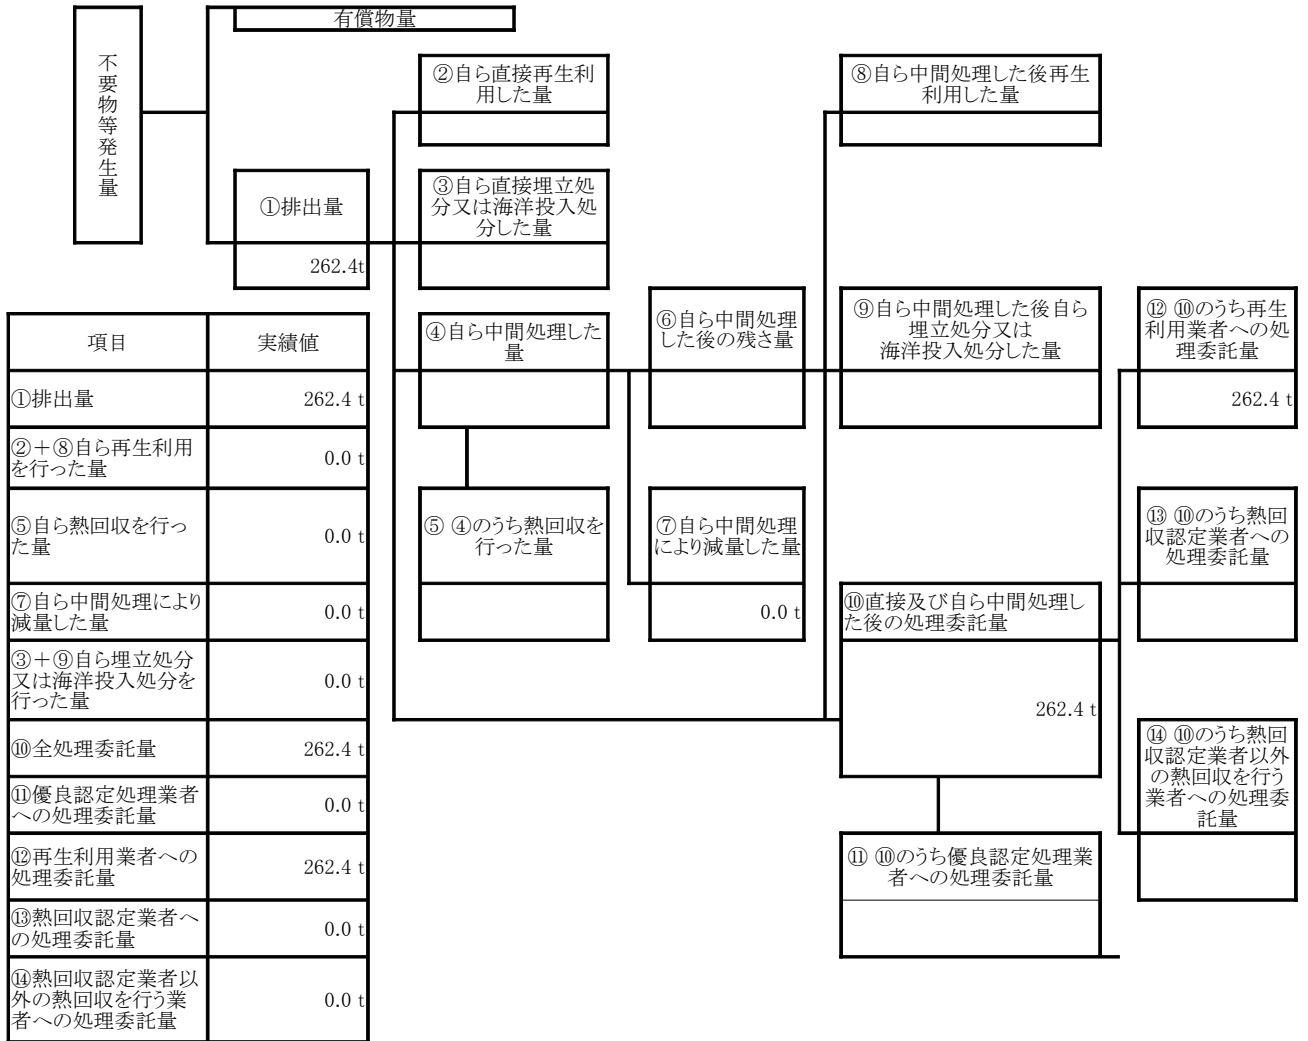 有償物量
不要物等発生量
②自ら直接再生利
用した量
⑧自ら中間処理した後再生
利用した量
①排出量
262.4t
③自ら直接埋立処
分又は海洋投入処
分した量
④自ら中間処理した
量
⑥自ら中間処理
した後の残さ量
⑨自ら中間処理した後自ら
埋立処分又は
海洋投入処分した量
⑫ ⑩のうち再生
利用業者への処
理委託量
262.4 t
⑤ ④のうち熱回収を
行った量
⑦自ら中間処理
により減量した量
0.0 t
⑬ ⑩のうち熱回
収認定業者への
処理委託量
⑩直接及び自ら中間処理し
た後の処理委託量
262.4 t
⑭ ⑩のうち熱回
収認定業者以外
の熱回収を行う
業者への処理委
託量
⑪ ⑩のうち優良認定処理業
者への処理委託量
項目 実績値
①排出量 262.4 t
②＋⑧自ら再生利用
を行った量 0.0 t
⑤自ら熱回収を行っ
た量 0.0 t
⑦自ら中間処理により
減量した量 0.0 t
③＋⑨自ら埋立処分
又は海洋投入処分を
行った量 0.0 t
⑩全処理委託量 262.4 t
⑪優良認定処理業者
への処理委託量 0.0 t
⑫再生利用業者への
処理委託量 262.4 t
⑬熱回収認定業者へ
の処理委託量 0.0 t
⑭熱回収認定業者以
外の熱回収を行う業
者への処理委託量 0.0 t